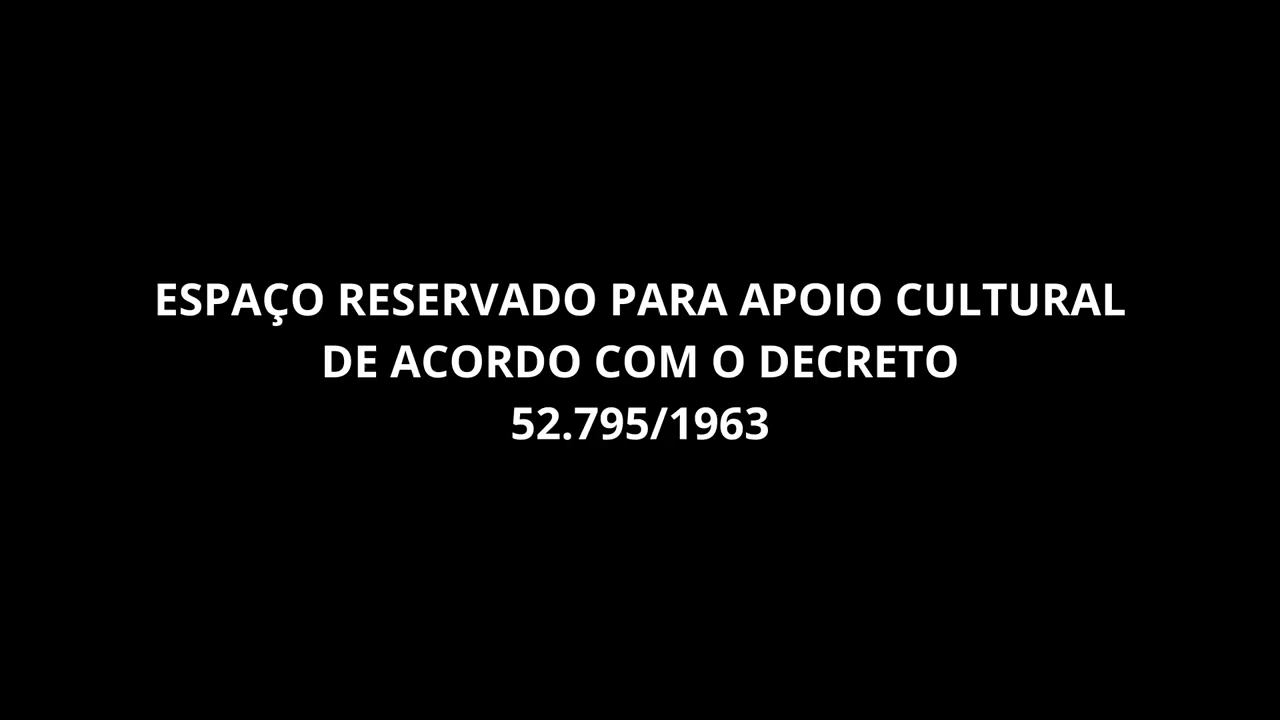 ESPAÇO RESERVADO PARA APOIO CULTURAL
DE ACORDO COM O DECRETO
52.795/1963